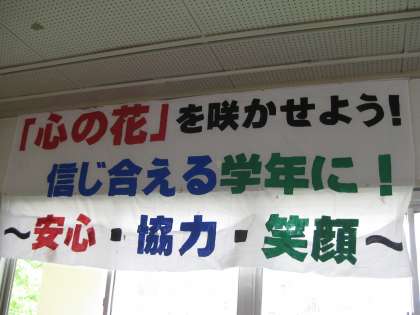 「心の花」を咲かせよう!
信じ合える学年に!
~安心・協力・笑顔~